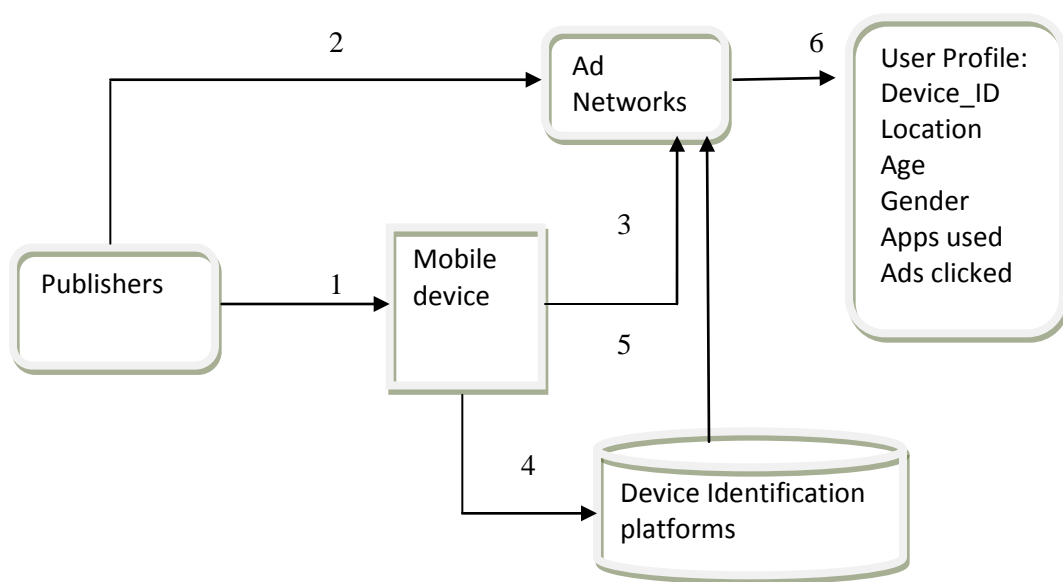 2
6
Ad
Networks
User Profile:
Device_ID
Location
Age
Gender
Apps used
Ads clicked
Publishers
1
Mobile
device
3
5
4
Device Identification
platforms